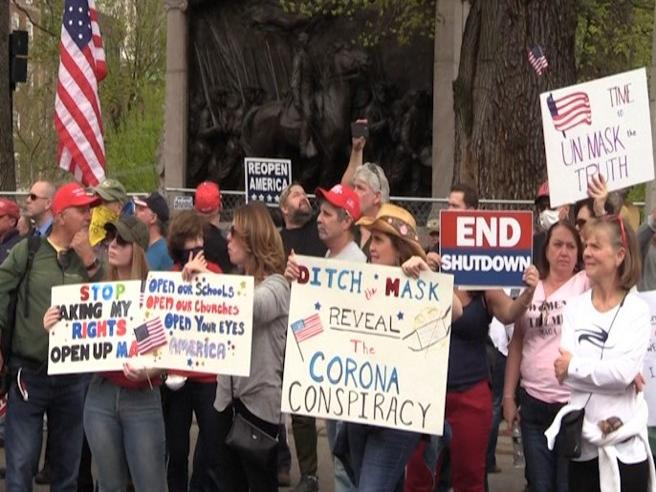 REOPEN
AMERICA
TIME
to
UN-MASK the
TRUTH
END
SHUTDOWN
STOP
TAKING MY
RIGHTS
OPEN UP MA
OPEN OUR SCHOOLS
OPEN OUR CHURCHES
OPEN YOUR EYES
AMERICA
DITCH the MASK
REVEAL
The
CORONA
CONSPIRACY
WOMEN